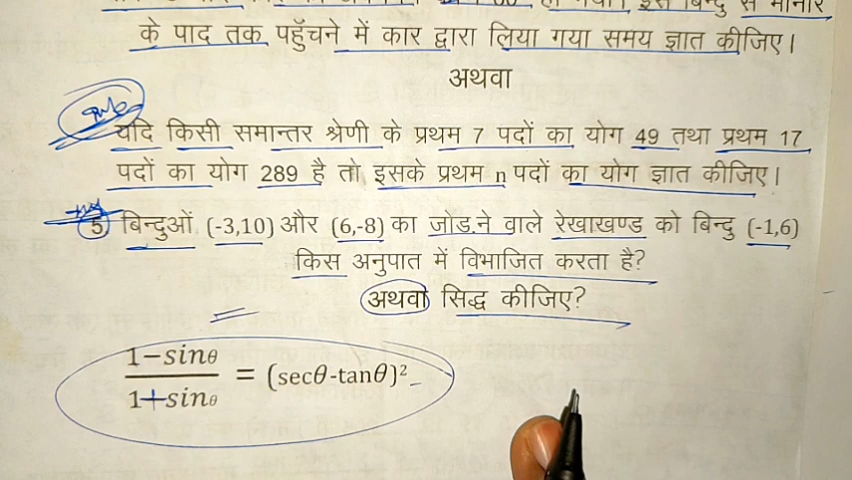 इस बिन्दु से मीनार
के पाद तक पहुँचने में कार द्वारा लिया गया समय ज्ञात कीजिए।
अथवा
यदि किसी समान्तर श्रेणी के प्रथम 7 पदों का योग 49 तथा प्रथम 17
पदों का योग 289 है तो इसके प्रथम n पदों का योग ज्ञात कीजिए।
5 बिन्दुओं (-3,10) और (6,-8) का जोड.ने वाले रेखाखण्ड को बिन्दु (-1,6)
किस अनुपात में विभाजित करता है?
अथवा सिद्ध कीजिए?
1-sinθ
= (secθ-tanθ)²
1+sinθ